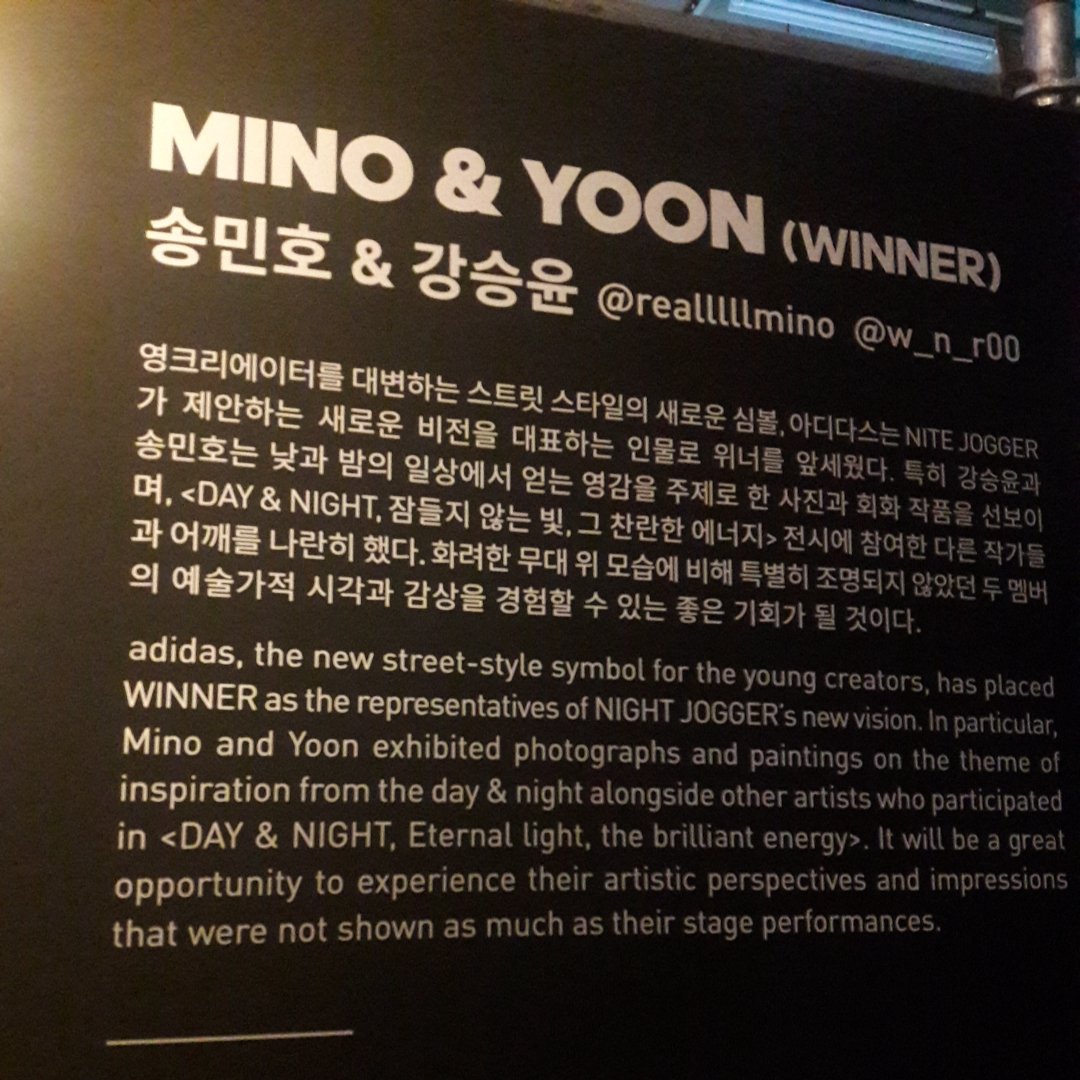 MINO & YOON (WINNER)
송민호 & 강승윤 @realllllmino @w_n_r00
영크리에이터를 대변하는 스트릿 스타일의 새로운 심볼, 아디다스는 NITE JOGGER
가 제안하는 새로운 비전을 대표하는 인물로 위너를 앞세웠다. 특히 강승윤과
송민호는 낮과 밤의 일상에서 얻는 영감을 주제로 한 사진과 회화 작품을 선보이
며, <DAY & NIGHT, 잠들지 않는 빛, 그 찬란한 에너지> 전시에 참여한 다른 작가들
과 어깨를 나란히 했다. 화려한 무대 위 모습에 비해 특별히 조명되지 않았던 두 멤버
의 예술가적 시각과 감상을 경험할 수 있는 좋은 기회가 될 것이다.
adidas, the new street-style symbol for the young creators, has placed
WINNER as the representatives of NIGHT JOGGER's new vision. In particular,
Mino and Yoon exhibited photographs and paintings on the theme of
inspiration from the day & night alongside other artists who participated
in <DAY & NIGHT, Eternal light, the brilliant energy>. It will be a great
opportunity to experience their artistic perspectives and impressions
that were not shown as much as their stage performances.